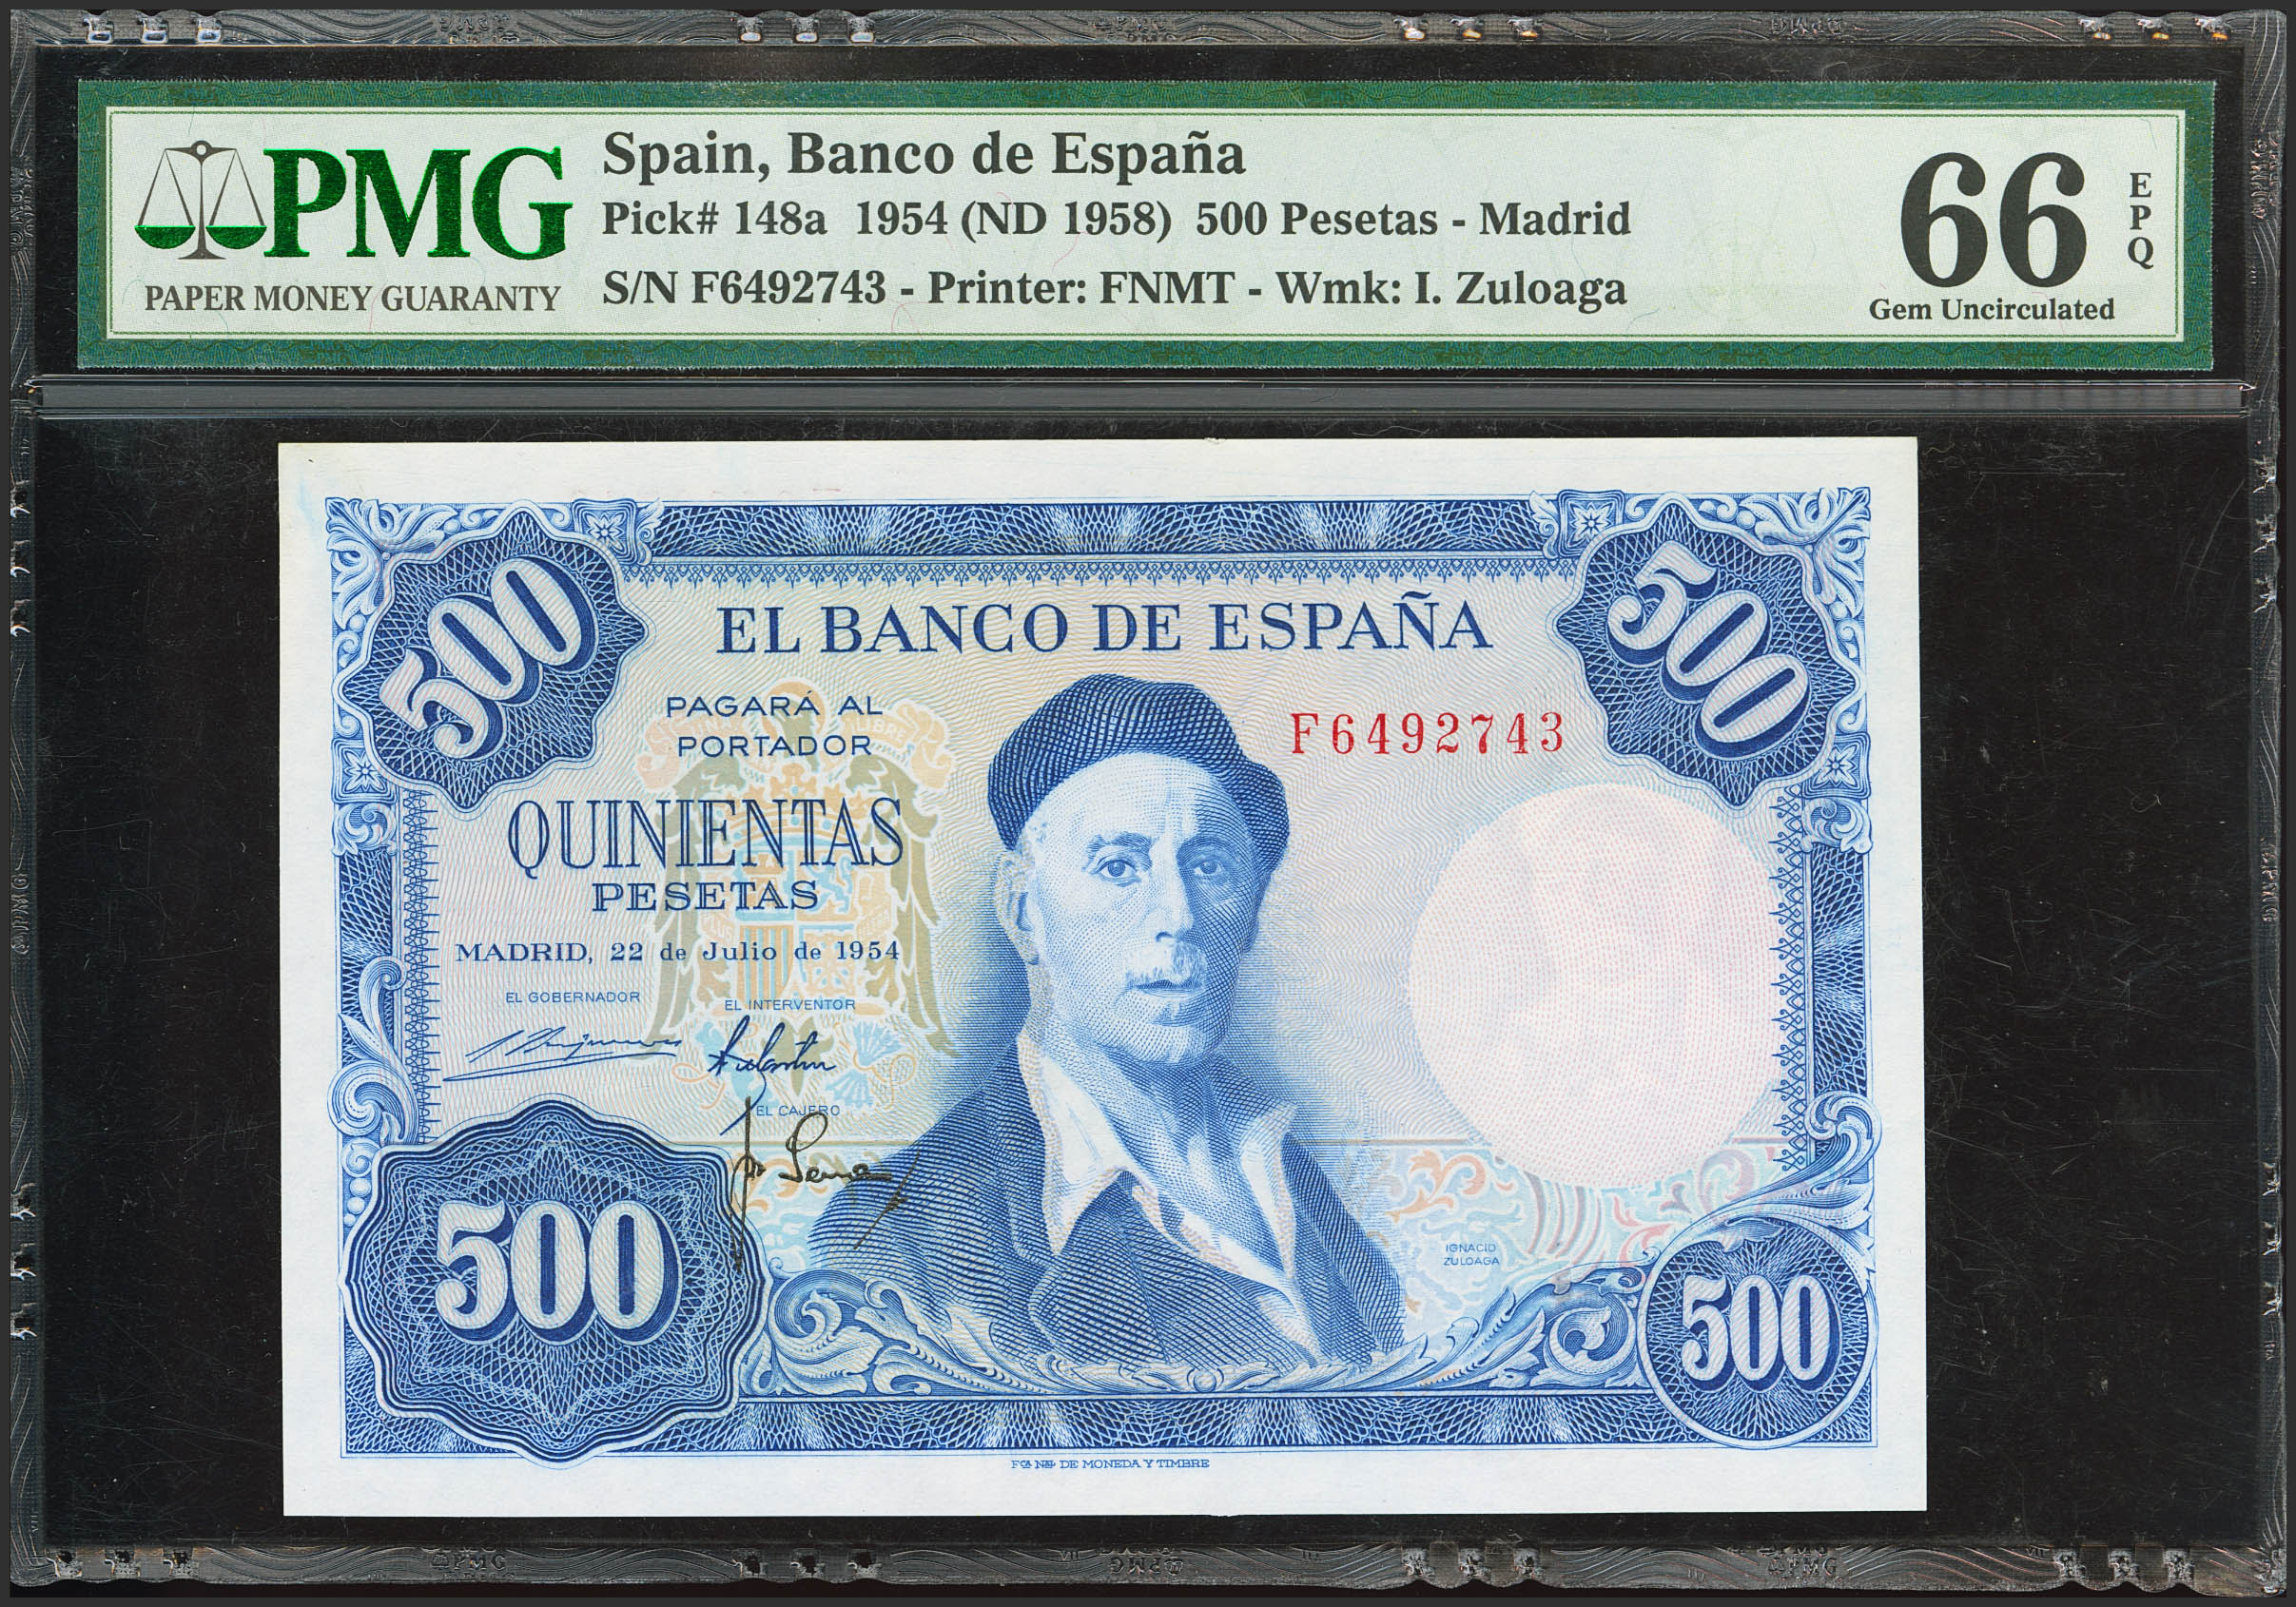 PMG
PAPER MONEY GUARANTY
Spain, Banco de España
Pick# 148a 1954 (ND 1958) 500 Pesetas - Madrid
S/N F6492743 - Printer: FNMT - Wmk: I. Zuloaga
66
EPQ
Gem Uncirculated
500
500
EL BANCO DE ESPAÑA
PAGARÁ AL
PORTADOR
F6492743
QUINIENTAS
PESETAS
MADRID, 22 de Julio de 1954
EL GOBERNADOR
EL INTERVENTOR
EL CAJERO
500
IGNACIO
ZULOAGA
500
FCA NAL DE MONEDA Y TIMBRE